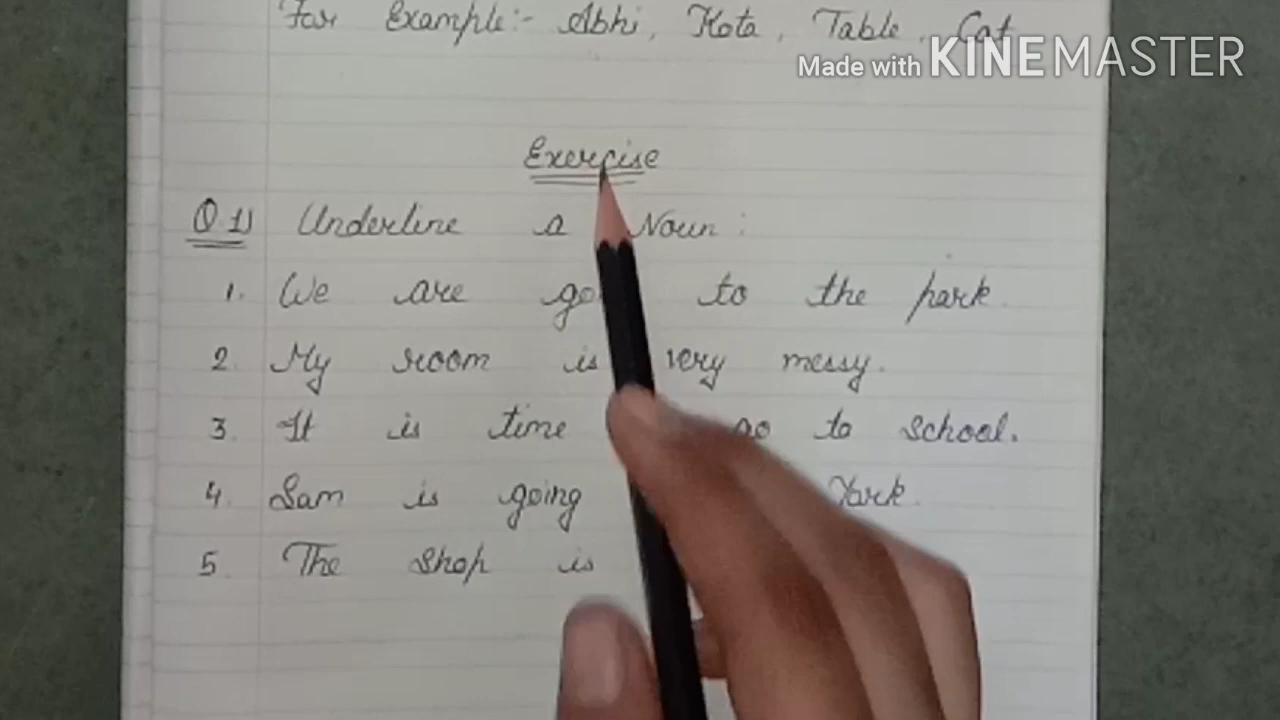 For Example:- Abhi, Kota, Table, Cat
Made with KINEMASTER
Exercise
Q.1) Underline a Noun :
1. We are to the park
2. My room is very messy.
3. It is time go to school.
4. Sam is going York.
5. The shop is